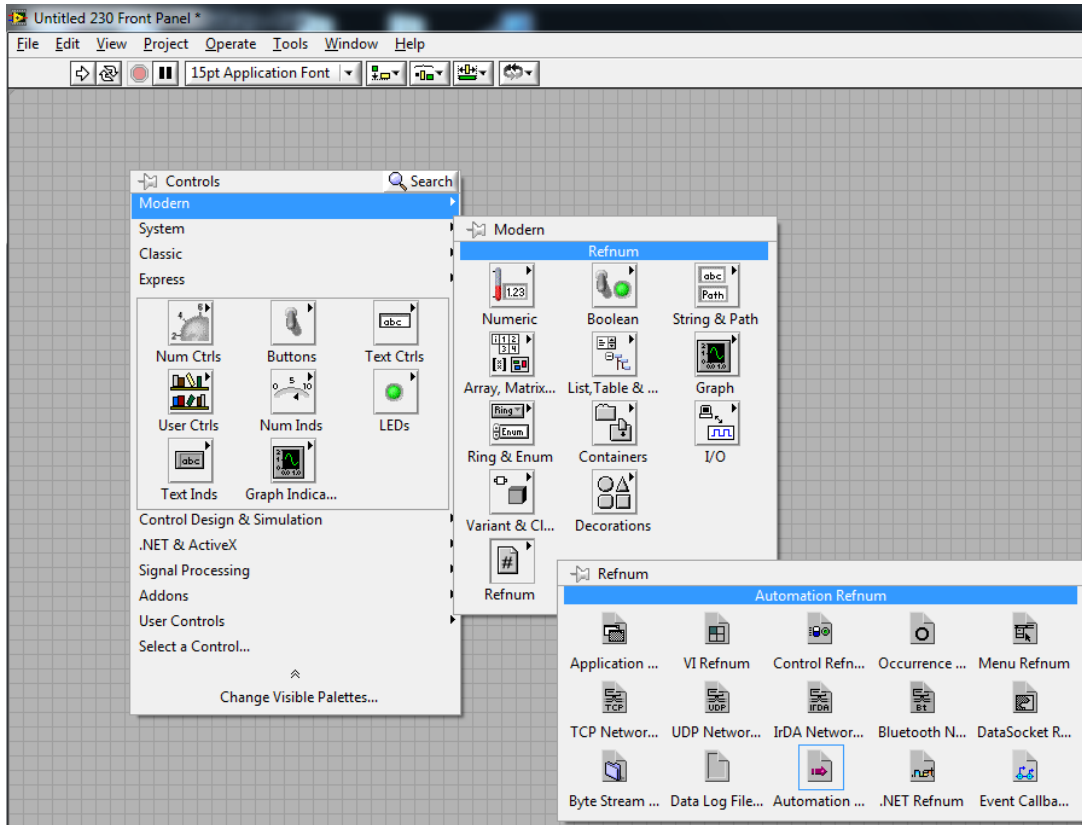 Untitled 230 Front Panel *
File Edit View Project Operate Tools Window Help
15pt Application Font
Controls Search
Modern
System
Classic
Express
Num Ctrls Buttons Text Ctrls
User Ctrls Num Inds LEDs
Text Inds Graph Indica...
Control Design & Simulation
.NET & ActiveX
Signal Processing
Addons
User Controls
Select a Control...
Change Visible Palettes...
Modern
Refnum
Numeric Boolean String & Path
Array, Matrix... List, Table & ... Graph
Ring & Enum Containers I/O
Variant & Cl... Decorations
Refnum
Refnum
Automation Refnum
Application ... VI Refnum Control Refn... Occurrence ... Menu Refnum
TCP Networ... UDP Networ... IrDA Networ... Bluetooth N... DataSocket R...
Byte Stream ... Data Log File... Automation ... .NET Refnum Event Callba...